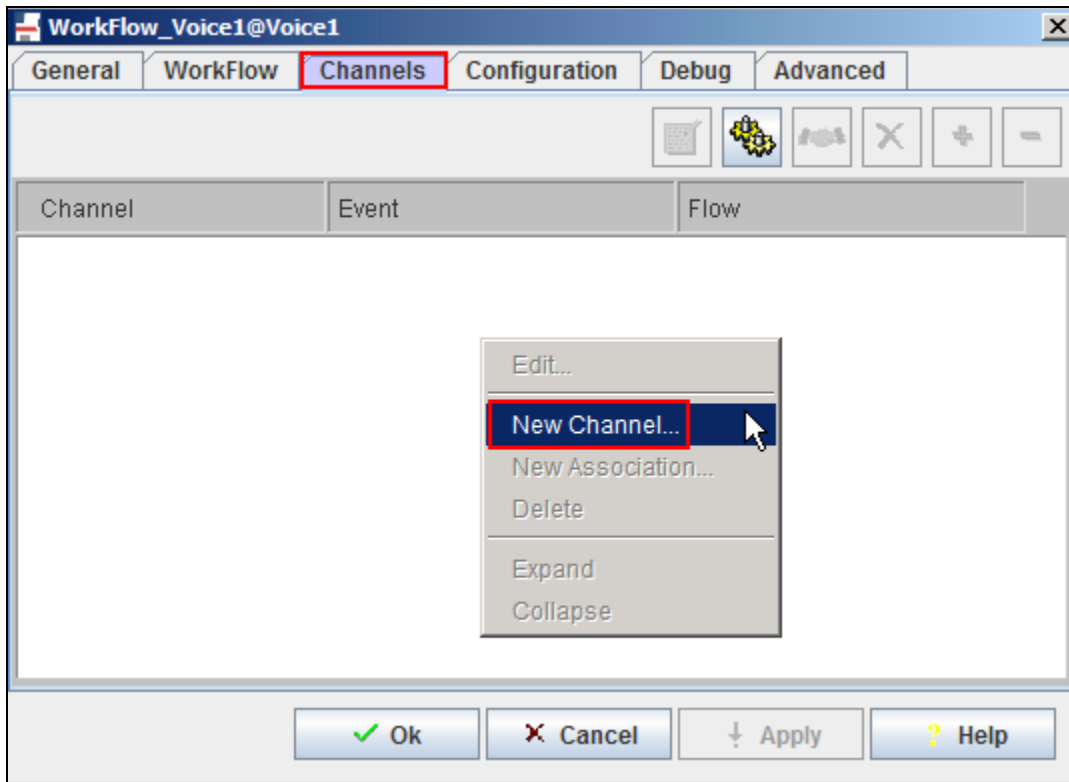 WorkFlow_Voice1@Voice1
General WorkFlow Channels Configuration Debug Advanced
Channel Event Flow
Edit...
New Channel...
New Association...
Delete
Expand
Collapse
Ok Cancel Apply Help